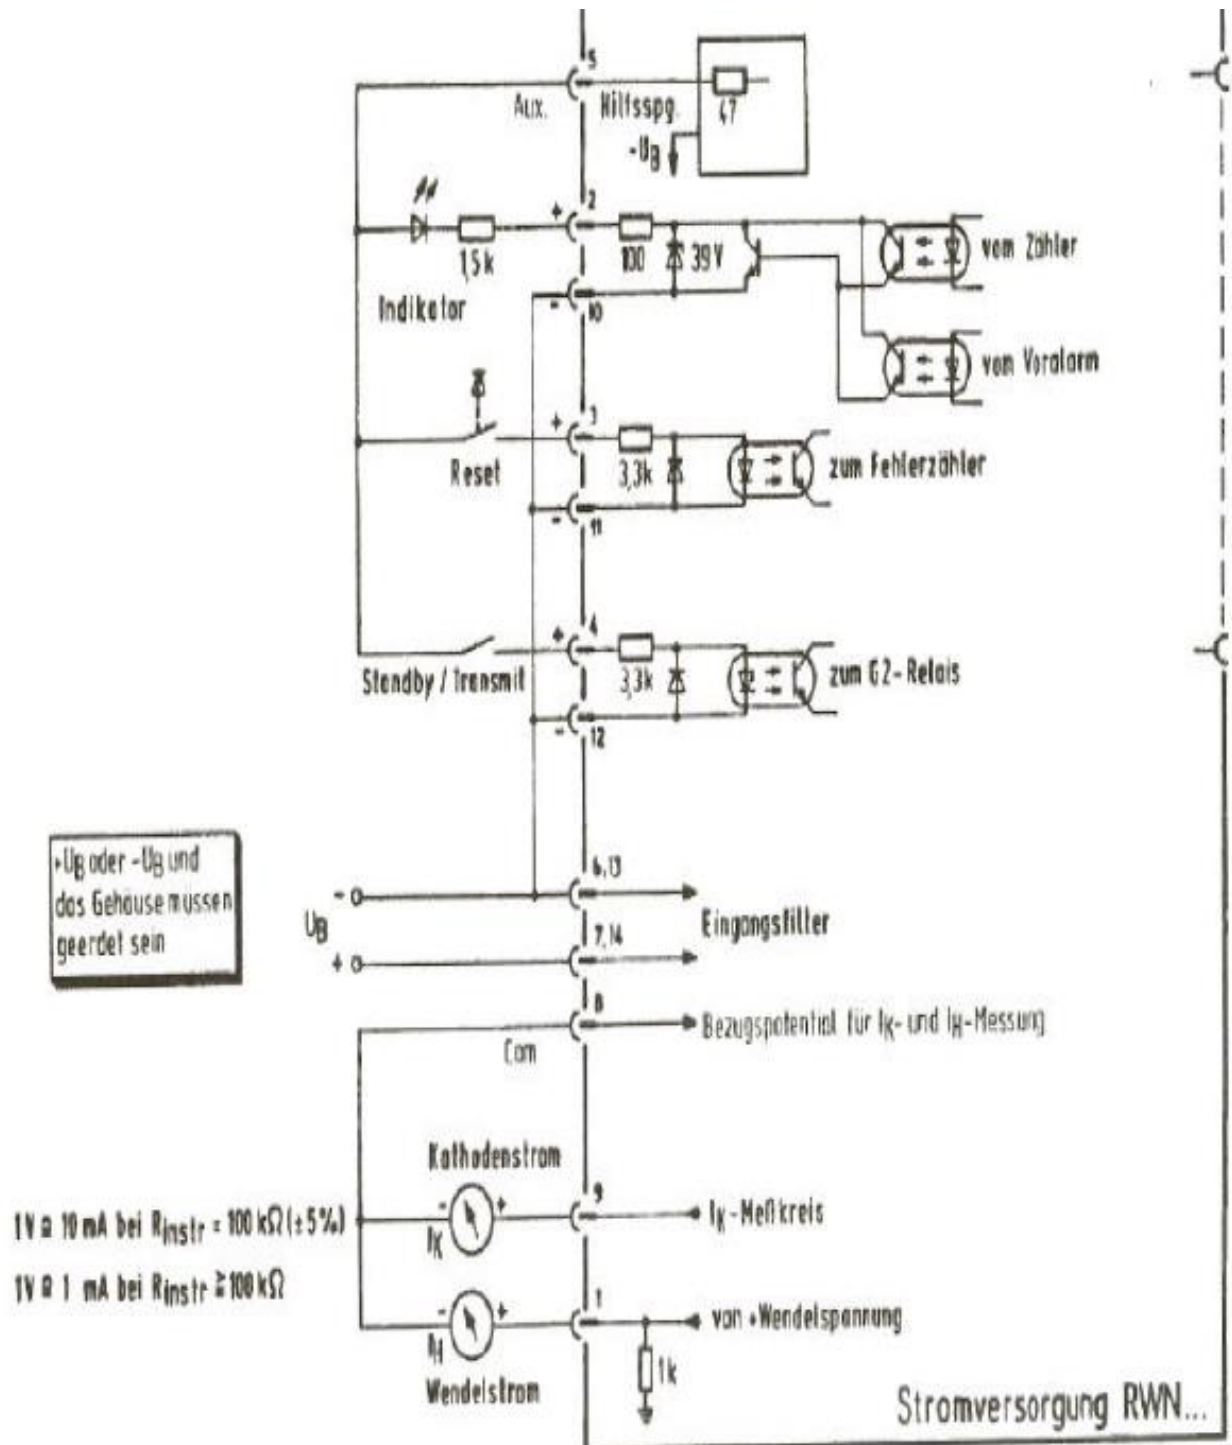 5
Aux.
Hilfsspg.
47
-UB
+
2
1,5k
100
39V
vom Zähler
Indikator
-
10
vom Voralarm
+
3
Reset
3,3k
zum Fehlerzähler
-
11
+
4
Standby / Transmit
3,3k
zum G2-Relais
-
12
+UB oder -UB und
das Gehäuse müssen
geerdet sein
6,13
-
UB
Eingangsfilter
7,14
+
8
Bezugspotential für IK- und IH-Messung
Com
Kathodenstrom
- + 9
1V ≙ 10 mA bei Rinstr = 100 kΩ (±5%)
IK
IK-Meßkreis
1V ≙ 1 mA bei Rinstr ≧ 100 kΩ
- + 1
von +Wendelspannung
IH
1k
Wendelstrom
Stromversorgung RWN...